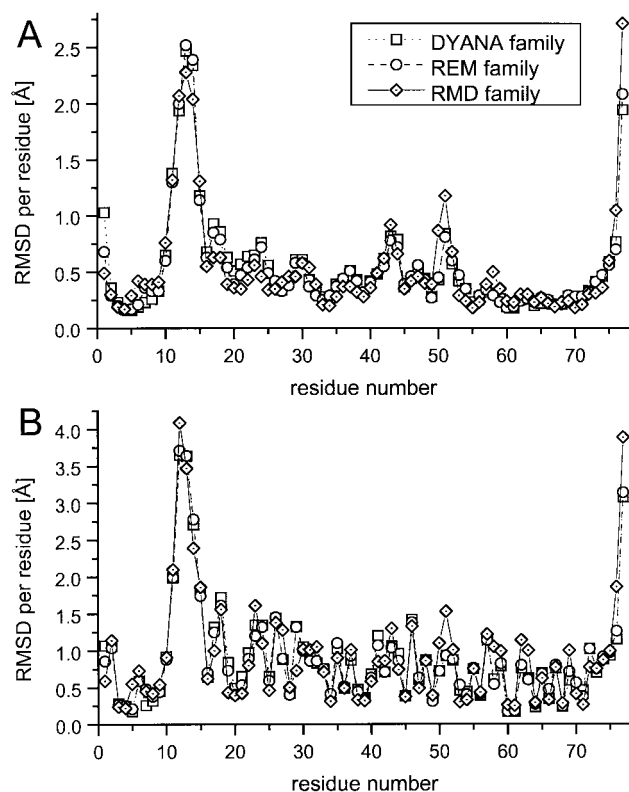 A
DYANA family
REM family
RMD family
RMSD per residue [Å]
2.5
2.0
1.5
1.0
0.5
0.0
0 10 20 30 40 50 60 70
residue number
B
RMSD per residue [Å]
4.0
3.5
3.0
2.5
2.0
1.5
1.0
0.5
0.0
0 10 20 30 40 50 60 70
residue number